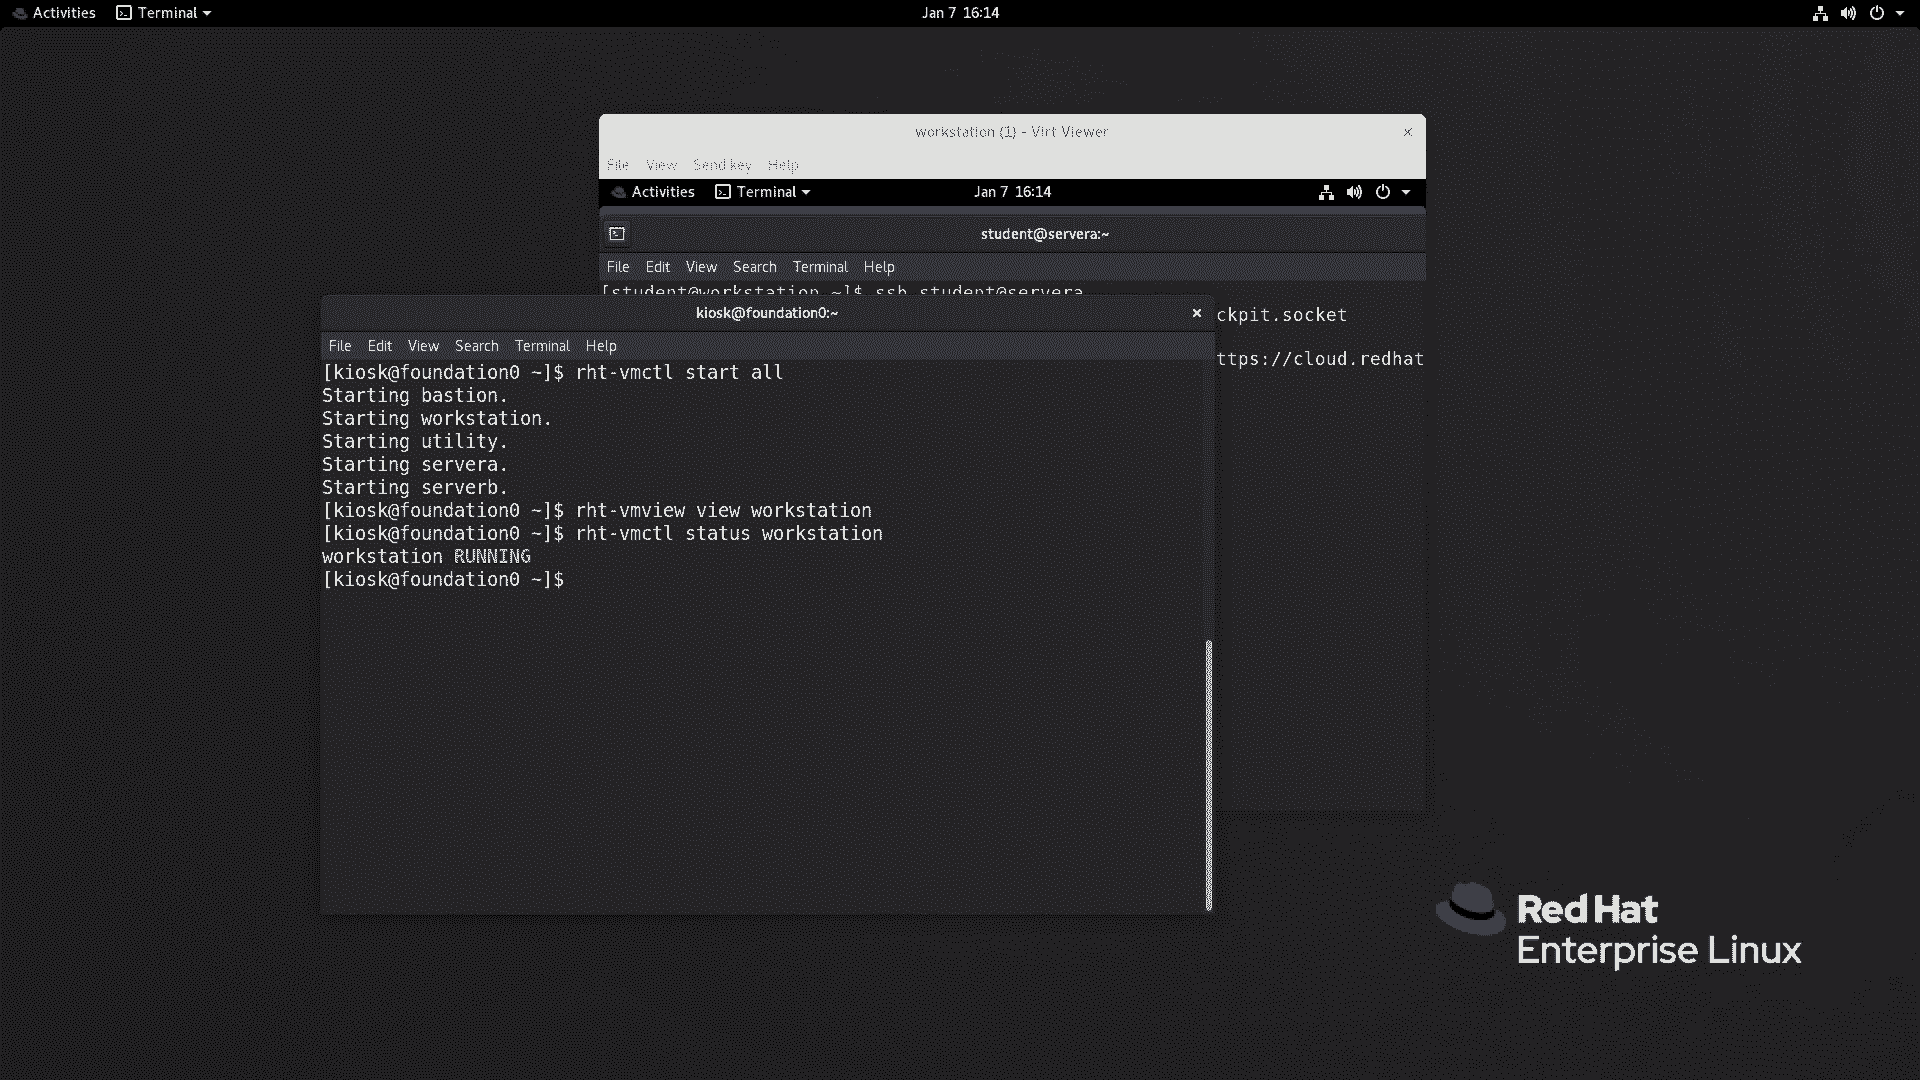 Activities Terminal Jan 7 16:14
workstation (1) - Virt Viewer
File View Send key Help
Activities Terminal Jan 7 16:14
student@servera:~
File Edit View Search Terminal Help
[student@workstation ~]$ ssh student@servera
ckpit.socket
ttps://cloud.redhat
kiosk@foundation0:~
File Edit View Search Terminal Help
[kiosk@foundation0 ~]$ rht-vmctl start all
Starting bastion.
Starting workstation.
Starting utility.
Starting servera.
Starting serverb.
[kiosk@foundation0 ~]$ rht-vmview view workstation
[kiosk@foundation0 ~]$ rht-vmctl status workstation
workstation RUNNING
[kiosk@foundation0 ~]$
Red Hat
Enterprise Linux